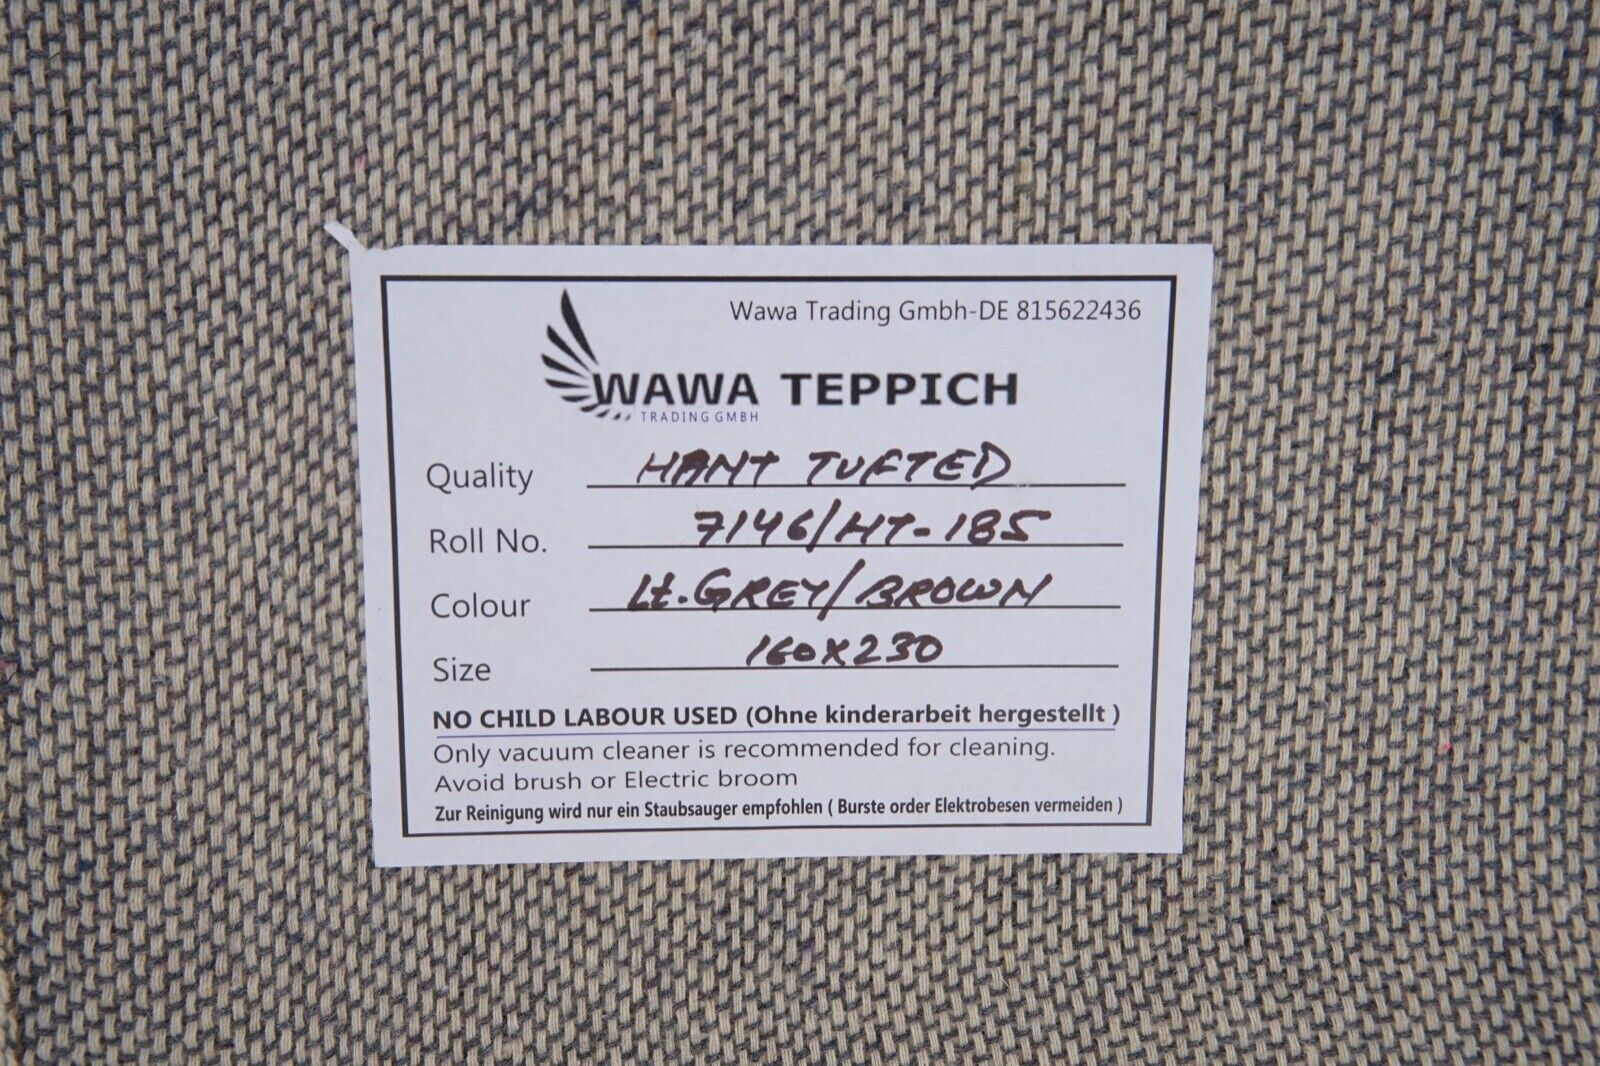 Wawa Trading Gmbh-DE 815622436
WAWA TEPPICH
TRADING GMBH
Quality HANT TUFTED
Roll No. 7146/HT-185
Colour Lt. GREY/BROWN
Size 160X230
NO CHILD LABOUR USED (Ohne kinderarbeit hergestellt )
Only vacuum cleaner is recommended for cleaning.
Avoid brush or Electric broom
Zur Reinigung wird nur ein Staubsauger empfohlen ( Burste order Elektrobesen vermeiden )